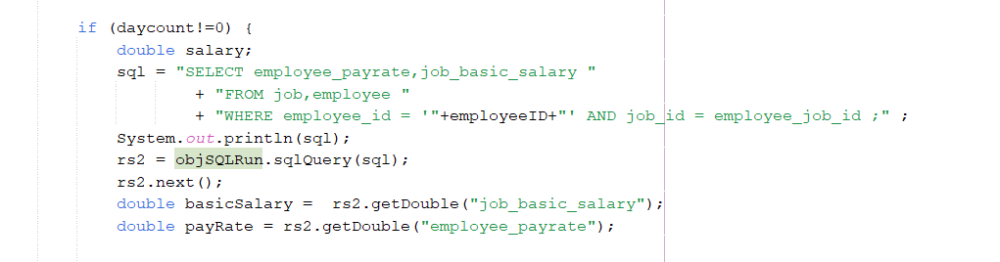 if (daycount!=0) {
double salary;
sql = "SELECT employee_payrate,job_basic_salary "
+ "FROM job,employee "
+ "WHERE employee_id = '"+employeeID+"' AND job_id = employee_job_id ;" ;
System.out.println(sql);
rs2 = objSQLRun.sqlQuery(sql);
rs2.next();
double basicSalary =  rs2.getDouble("job_basic_salary");
double payRate = rs2.getDouble("employee_payrate");